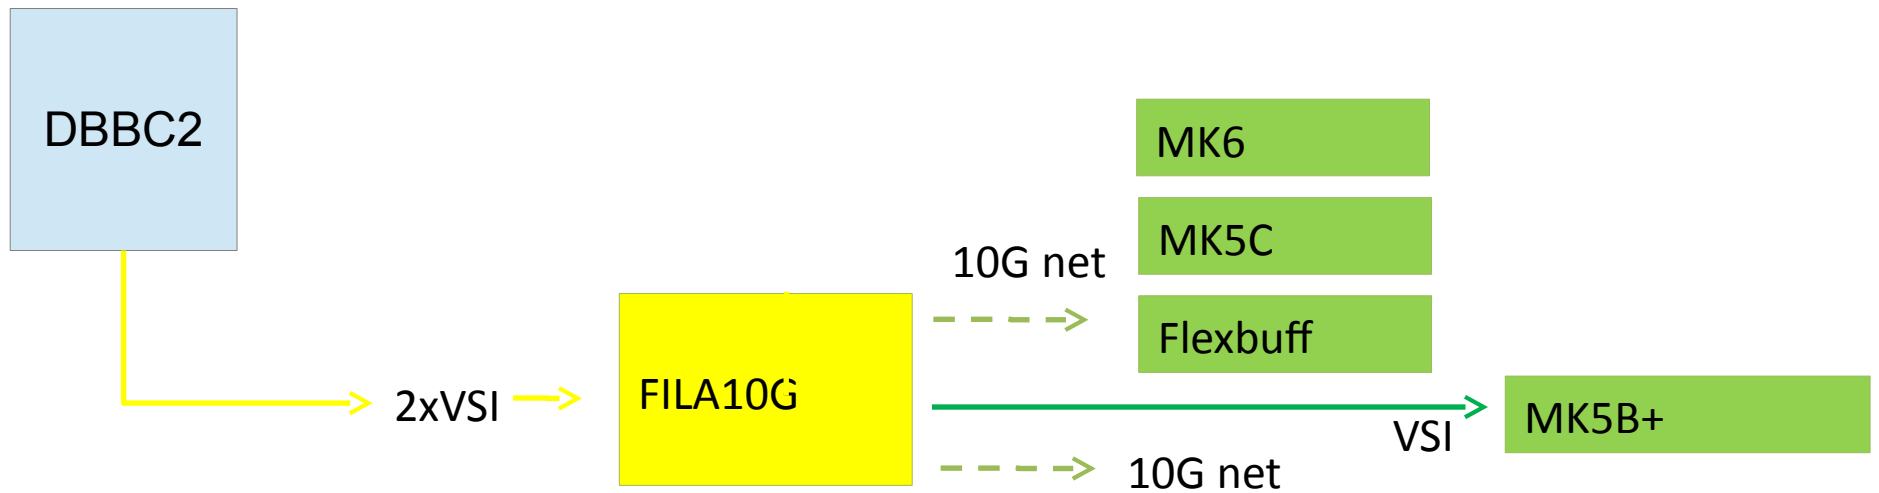 DBBC2
MK6
MK5C
10G net
Flexbuff
FILA10G
2xVSI
MK5B+
VSI
10G net